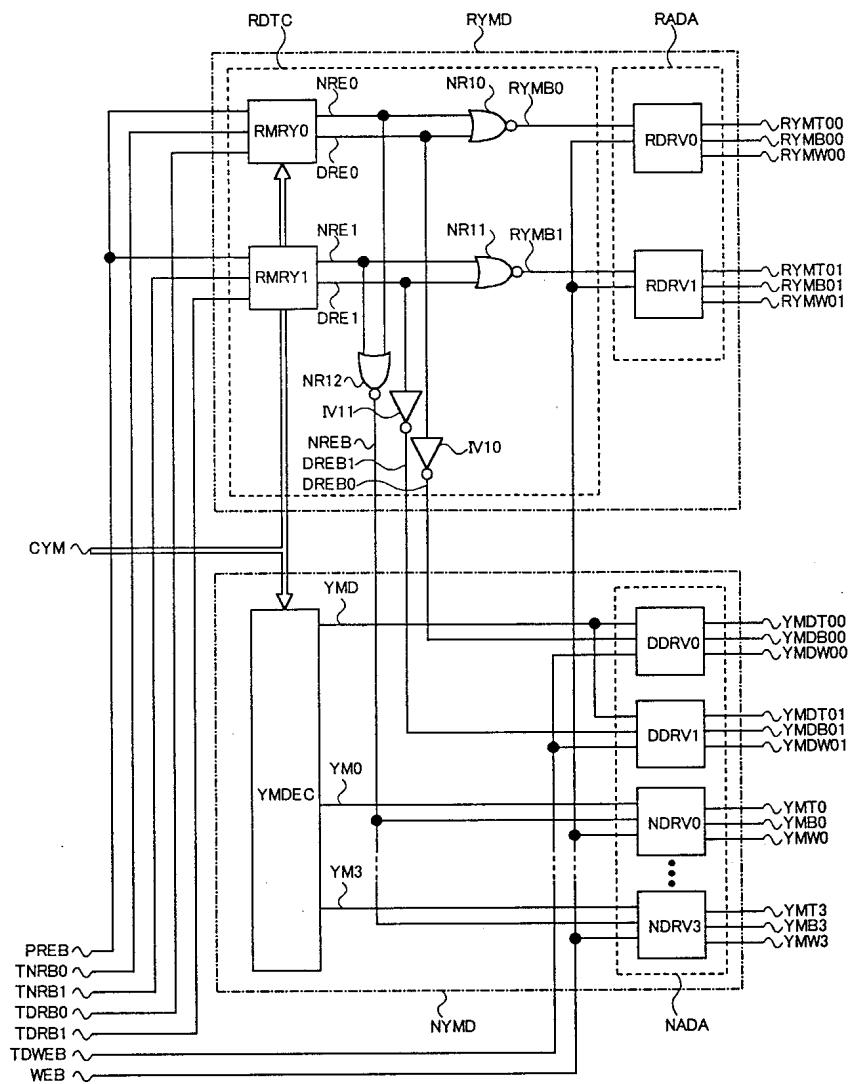 RDTC RYMD RADA
NRE0 NR10 RYMB0
RMRY0 RDRV0 RYMT00
RYMB00
RYMW00
DRE0
NRE1 NR11 RYMB1
RMRY1 RDRV1 RYMT01
RYMB01
RYMW01
DRE1
NR12
IV11
NREB IV10
DREB1
DREB0
CYM
YMD
DDRV0 YMDT00
YMDB00
YMDW00
DDRV1 YMDT01
YMDB01
YMDW01
YMDEC YM0 NDRV0 YMT0
YMB0
YMW0
YM3 NDRV3 YMT3
YMB3
YMW3
PREB
TNRB0
TNRB1
TDRB0
TDRB1
TDWEB
WEB
NYMD NADA